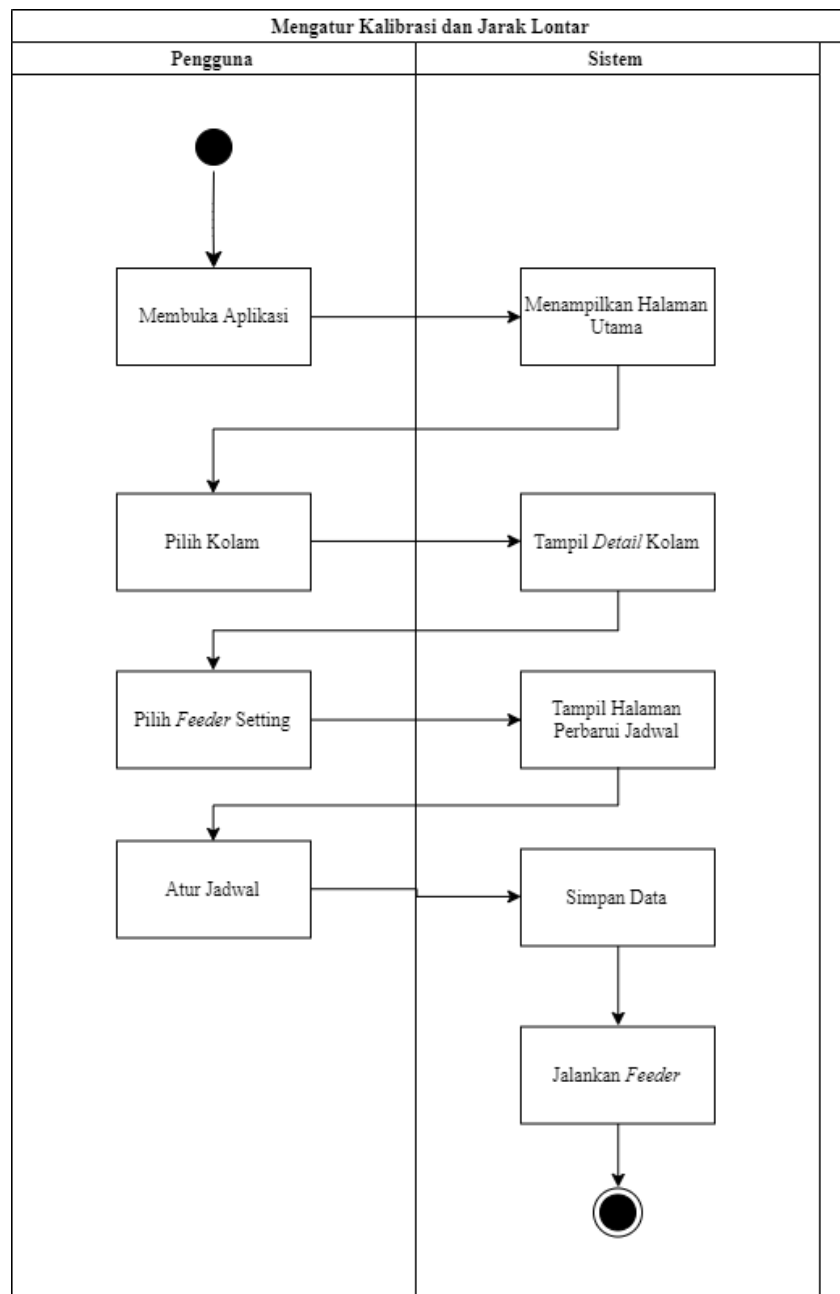 Mengatur Kalibrasi dan Jarak Lontar
Pengguna
Sistem
Membuka Aplikasi
Menampilkan Halaman
Utama
Pilih Kolam
Tampil Detail Kolam
Pilih Feeder Setting
Tampil Halaman
Perbarui Jadwal
Atur Jadwal
Simpan Data
Jalankan Feeder